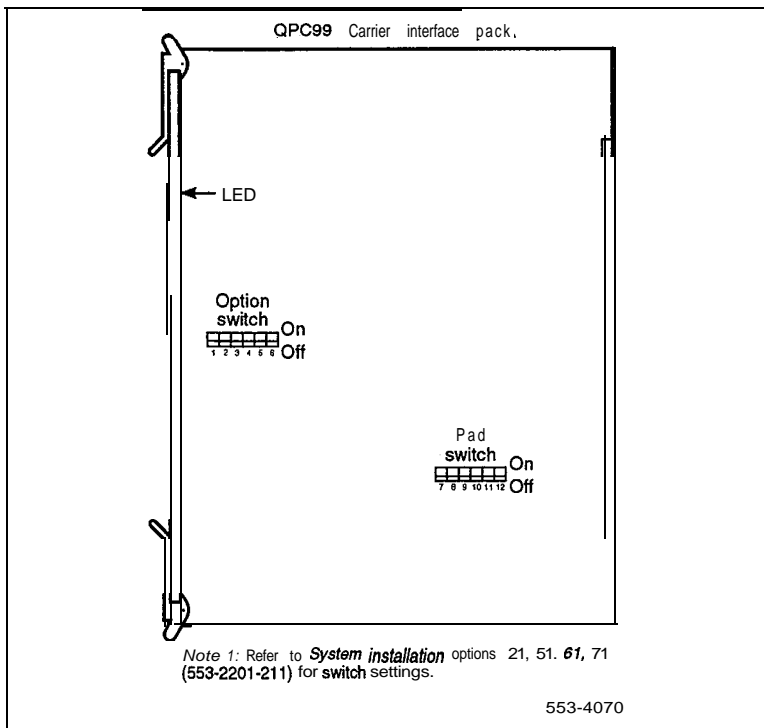 QPC99 Carrier interface pack.
LED
Option
switch
On
1 2 3 4 5 6 Off
Pad
switch
On
7 8 9 10 11 12 Off
Note 1: Refer to System installation options 21, 51. 61, 71
(553-2201-211) for switch settings.
553-4070